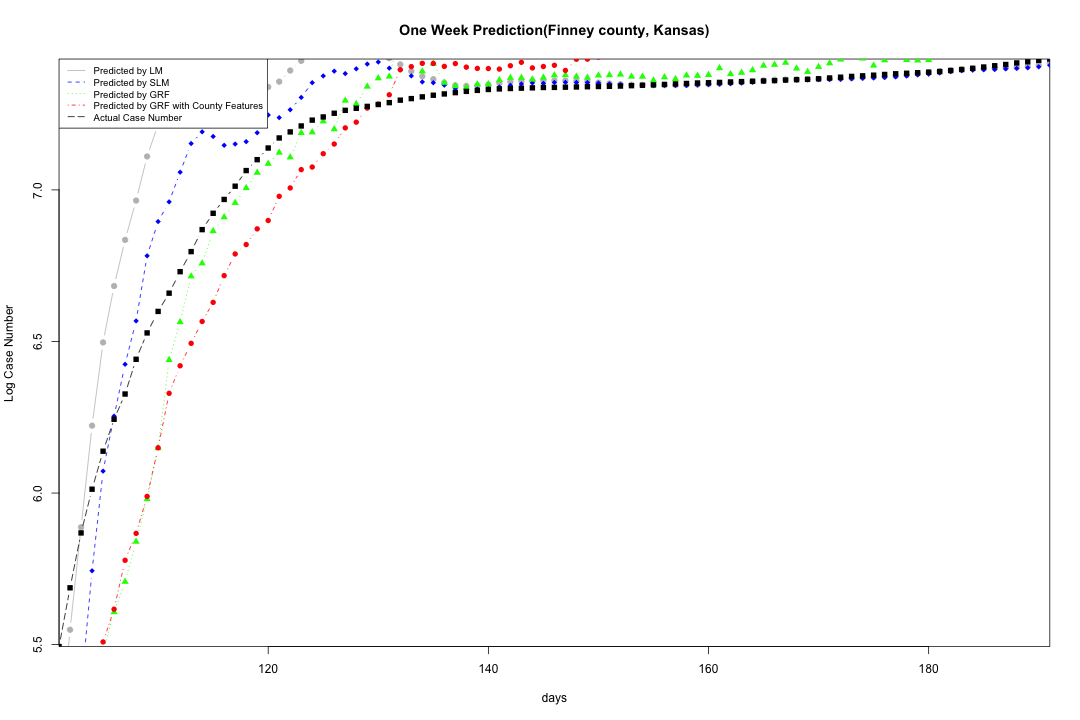 One Week Prediction(Finney county, Kansas)
Predicted by LM
Predicted by SLM
Predicted by GRF
Predicted by GRF with County Features
Actual Case Number
Log Case Number
7.0
6.5
6.0
5.5
120 140 160 180
days